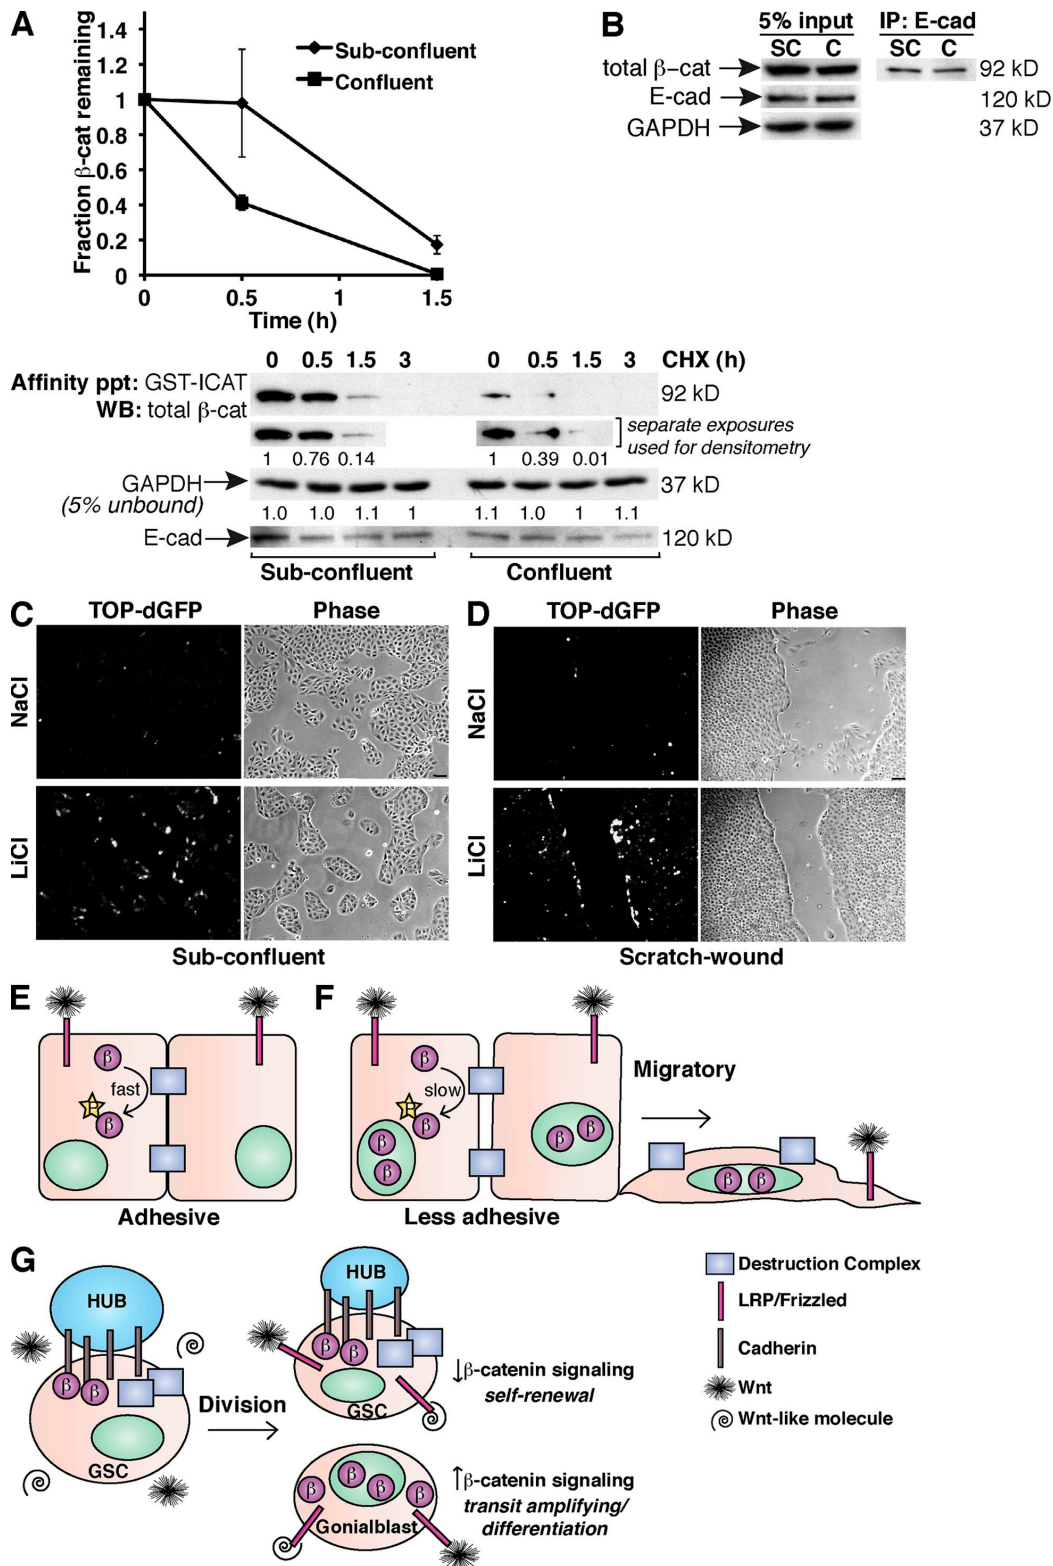 A
1.4
1.2
1
0.8
0.6
0.4
0.2
0
Fraction β-cat remaining
Sub-confluent
Confluent
0 0.5 1 1.5
Time (h)
B
5% input IP: E-cad
SC C SC C
total β–cat 92 kD
E-cad 120 kD
GAPDH 37 kD
0 0.5 1.5 3 0 0.5 1.5 3 CHX (h)
Affinity ppt: GST-ICAT 92 kD
WB: total β-cat
separate exposures
used for densitometry
1 0.76 0.14 1 0.39 0.01
GAPDH 37 kD
(5% unbound)
1.0 1.0 1.1 1 1.1 1.0 1 1.1
E-cad 120 kD
Sub-confluent Confluent
C
TOP-dGFP Phase
NaCl
LiCl
Sub-confluent
D
TOP-dGFP Phase
NaCl
LiCl
Scratch-wound
E
β
fast
P
β
Adhesive
F
β
slow
P
β
β
β
β β
Less adhesive
Migratory
β β
G
HUB
β β
GSC
Division
HUB
β β
GSC
↓β-catenin signaling
self-renewal
β β β β
Gonialblast
↑β-catenin signaling
transit amplifying/
differentiation
Destruction Complex
LRP/Frizzled
Cadherin
Wnt
Wnt-like molecule